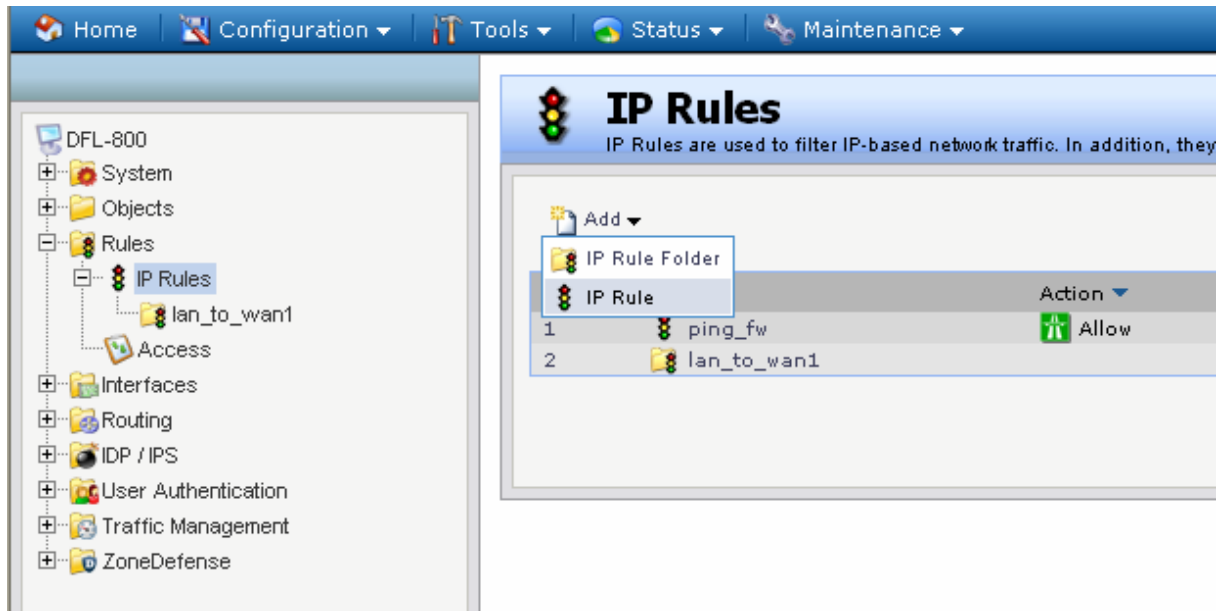 Home Configuration Tools Status Maintenance
DFL-800
System
Objects
Rules
IP Rules
lan_to_wan1
Access
Interfaces
Routing
IDP / IPS
User Authentication
Traffic Management
ZoneDefense
IP Rules
IP Rules are used to filter IP-based network traffic. In addition, they
Add
IP Rule Folder
IP Rule
Action
1 ping_fw Allow
2 lan_to_wan1